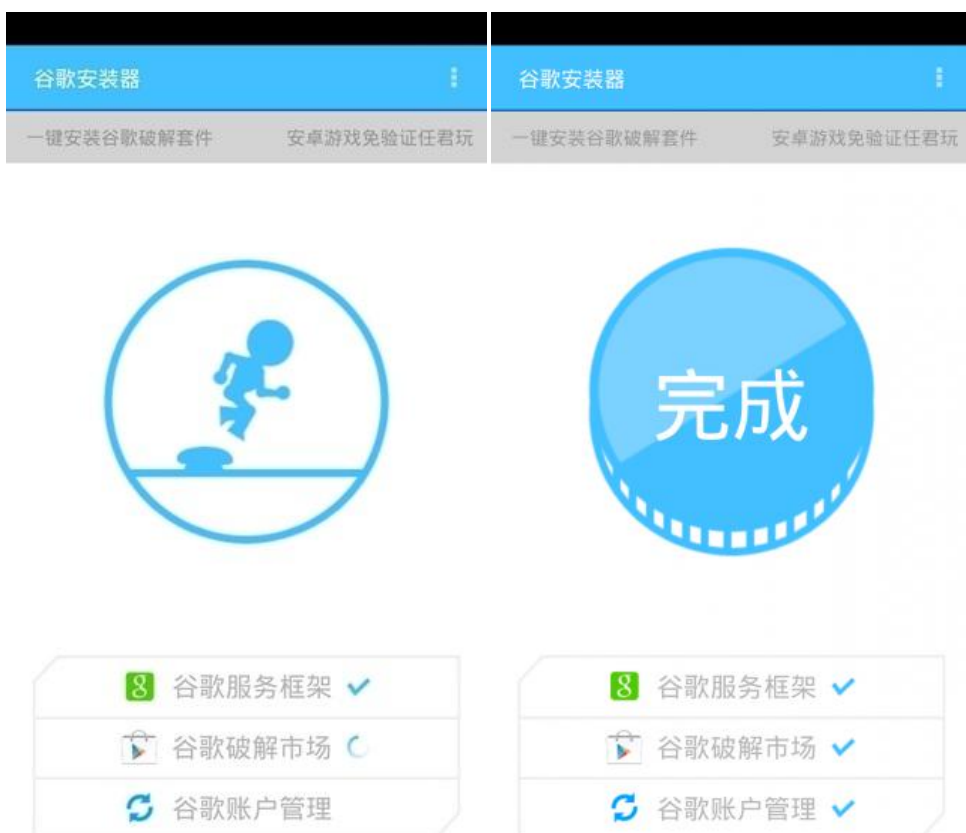 谷歌安装器
一键安装谷歌破解套件 安卓游戏免验证任君玩
谷歌服务框架
谷歌破解市场
谷歌账户管理
谷歌安装器
一键安装谷歌破解套件 安卓游戏免验证任君玩
完成
谷歌服务框架
谷歌破解市场
谷歌账户管理